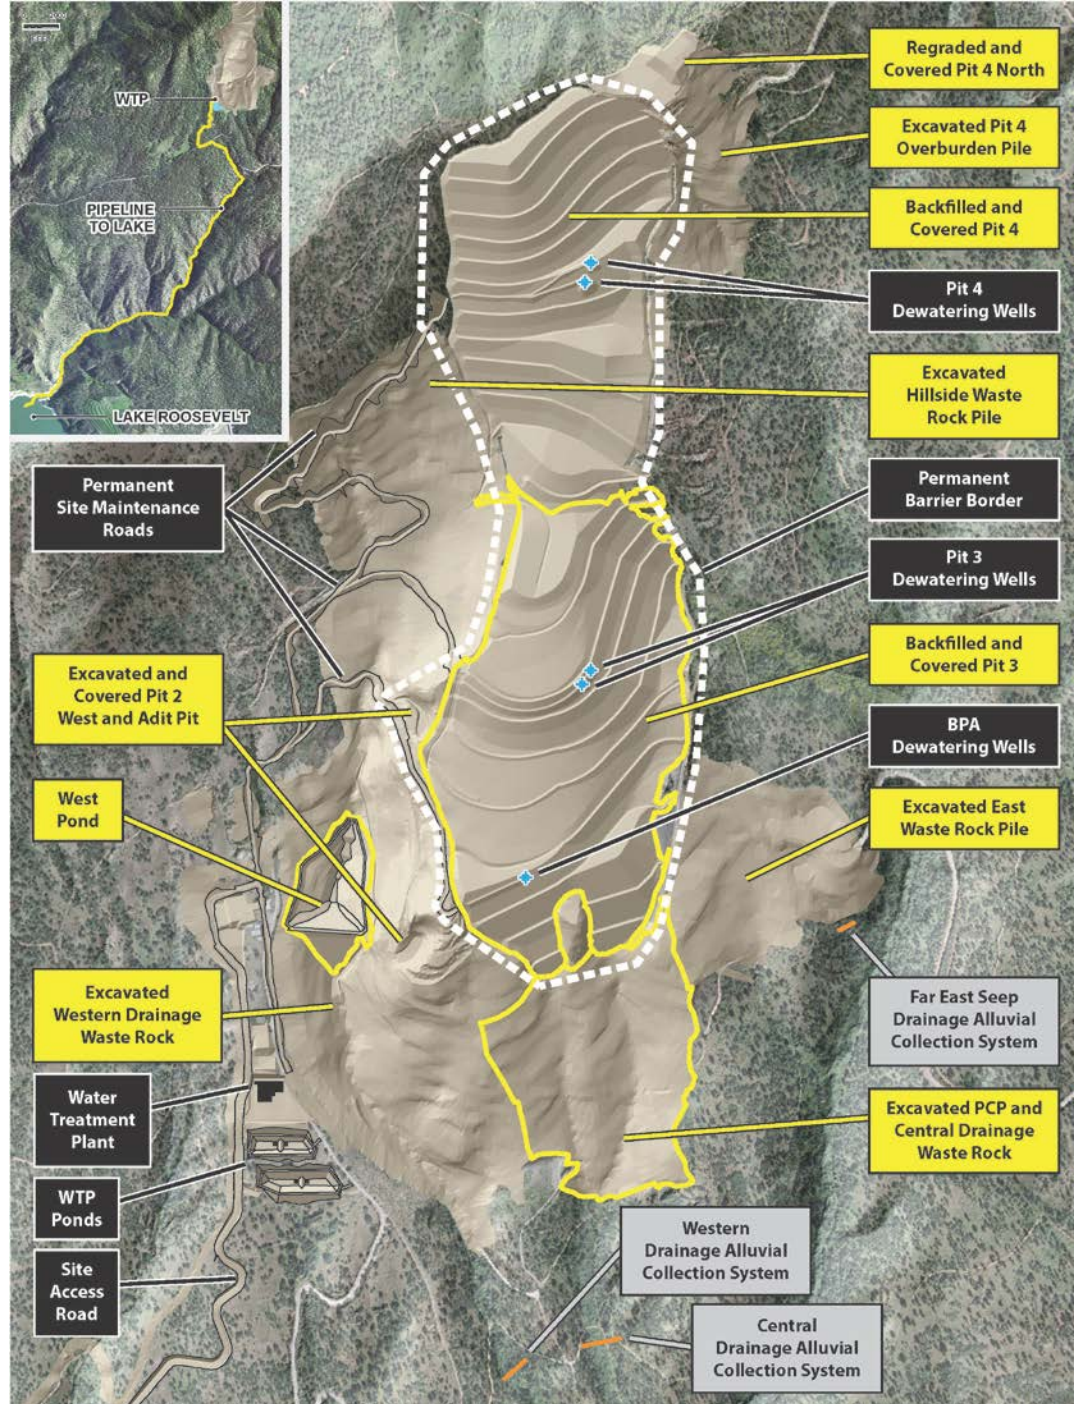 WTP
PIPELINE
TO LAKE
LAKE ROOSEVELT
Regraded and
Covered Pit 4 North
Excavated Pit 4
Overburden Pile
Backfilled and
Covered Pit 4
Pit 4
Dewatering Wells
Excavated
Hillside Waste
Rock Pile
Permanent
Barrier Border
Pit 3
Dewatering Wells
Backfilled and
Covered Pit 3
BPA
Dewatering Wells
Excavated East
Waste Rock Pile
Far East Seep
Drainage Alluvial
Collection System
Excavated PCP and
Central Drainage
Waste Rock
Permanent
Site Maintenance
Roads
Excavated and
Covered Pit 2
West and Adit Pit
West
Pond
Excavated
Western Drainage
Waste Rock
Water
Treatment
Plant
WTP
Ponds
Site
Access
Road
Western
Drainage Alluvial
Collection System
Central
Drainage Alluvial
Collection System